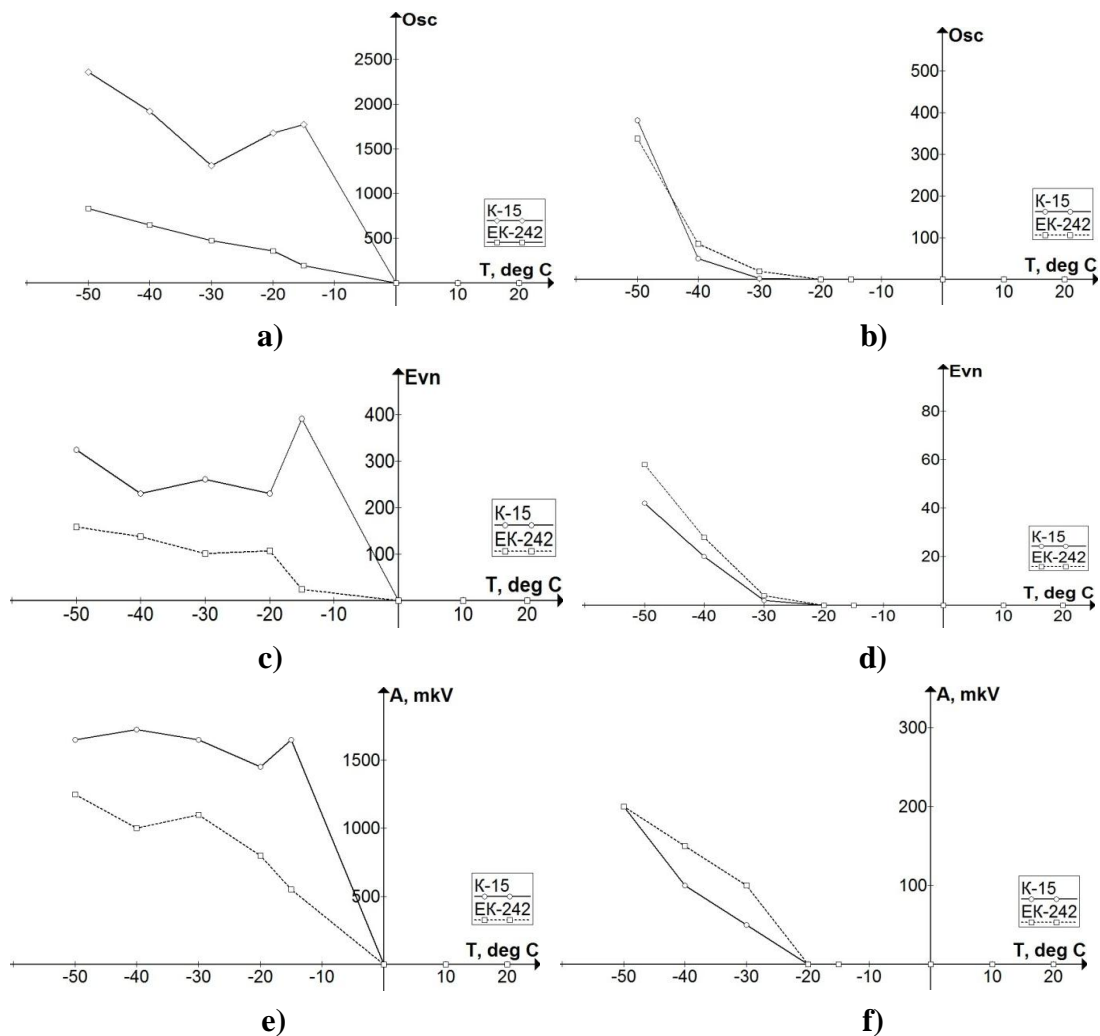 Osc
2500
2000
1500
1000
500
K-15
EK-242
T, deg C
-50 -40 -30 -20 -10 10 20
a)
Osc
500
400
300
200
100
K-15
EK-242
T, deg C
-50 -40 -30 -20 -10 10 20
b)
Evn
400
300
200
100
K-15
EK-242
T, deg C
-50 -40 -30 -20 -10 10 20
c)
Evn
80
60
40
20
K-15
EK-242
T, deg C
-50 -40 -30 -20 -10 10 20
d)
A, mkV
1500
1000
500
K-15
EK-242
T, deg C
-50 -40 -30 -20 -10 10 20
e)
A, mkV
300
200
100
K-15
EK-242
T, deg C
-50 -40 -30 -20 -10 10 20
f)